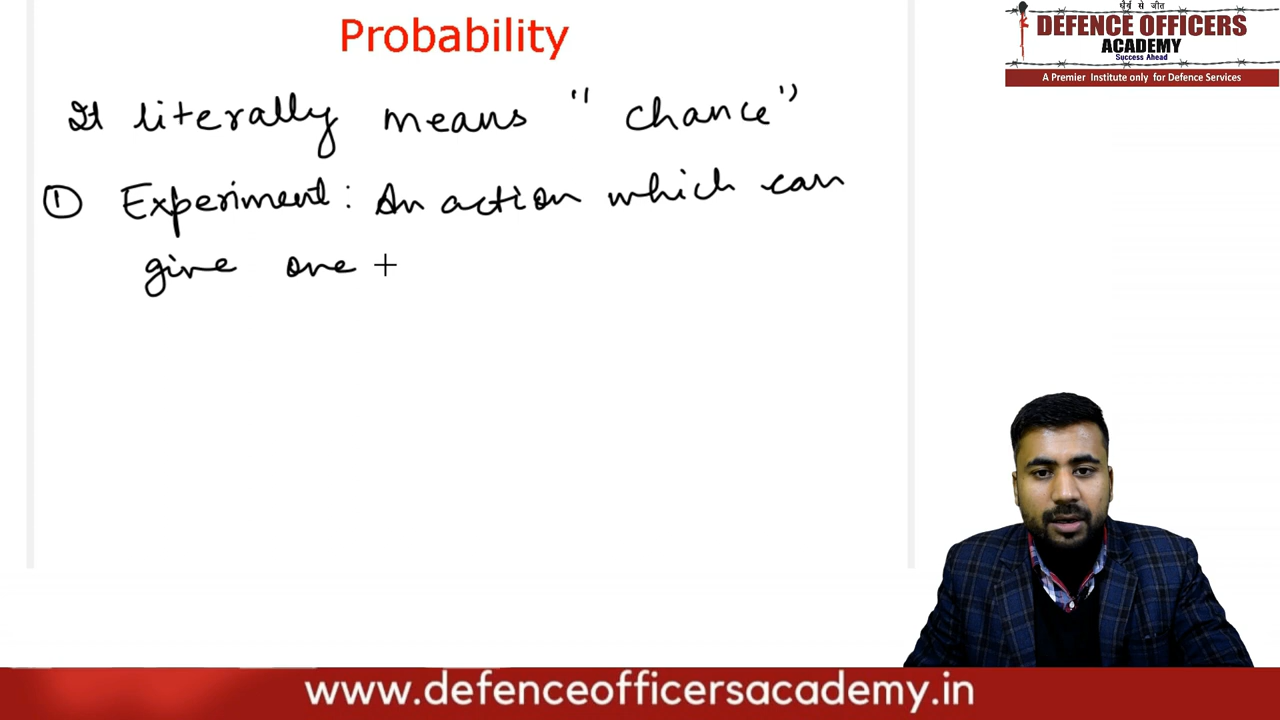 Probability
धैर्य से जीत
DEFENCE OFFICERS
ACADEMY
Success Ahead
A Premier Institute only for Defence Services
It literally means "chance"
① Experiment: An action which can
give one +
www.defenceofficersacademy.in